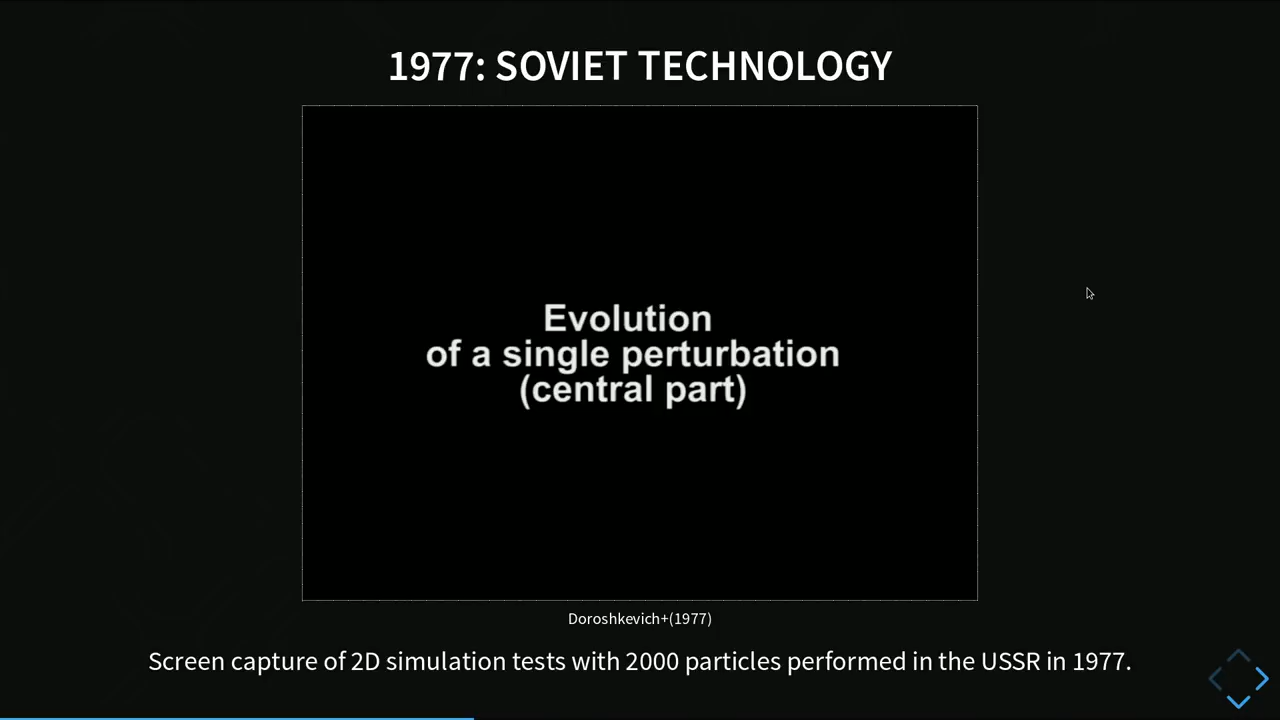 1977: SOVIET TECHNOLOGY
Evolution
of a single perturbation
(central part)
Doroshkevich+(1977)
Screen capture of 2D simulation tests with 2000 particles performed in the USSR in 1977.